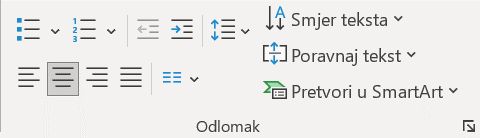 Smjer teksta
Poravnaj tekst
Pretvori u SmartArt
Odlomak